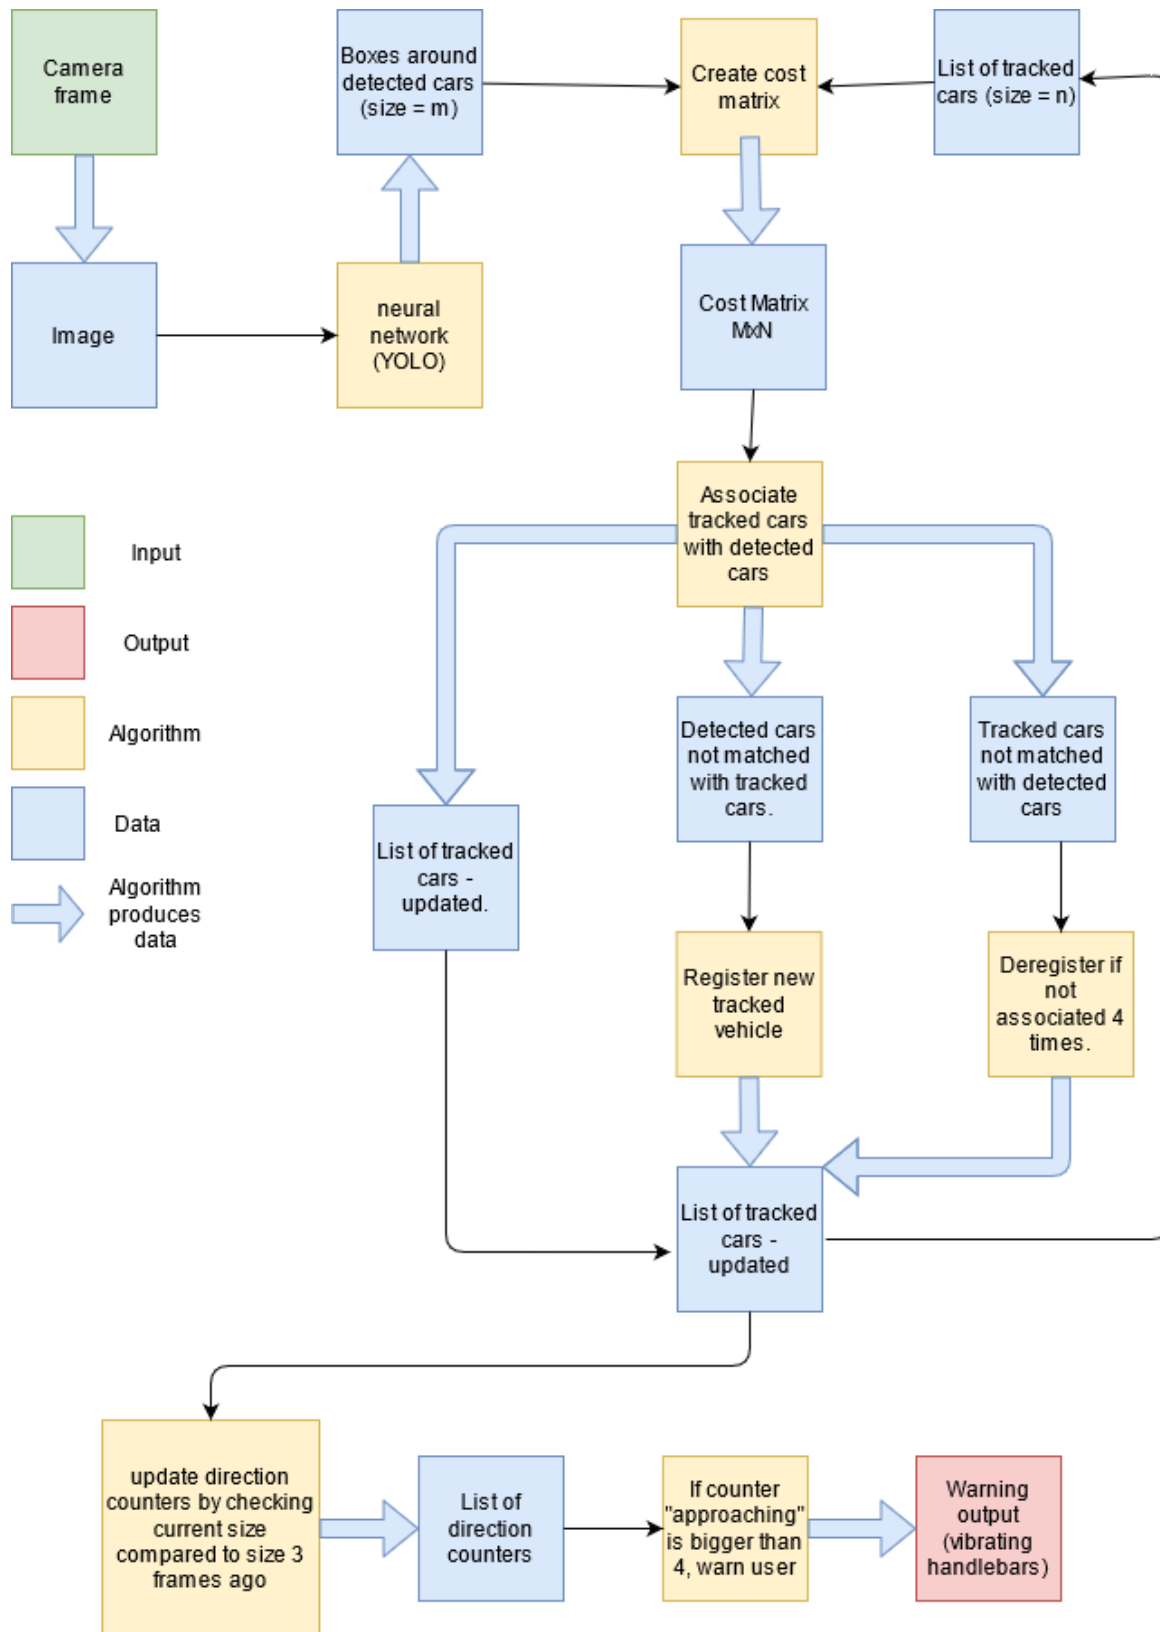 Camera
frame
Boxes around
detected cars
(size = m)
Create cost
matrix
List of tracked
cars (size = n)
Image
neural
network
(YOLO)
Cost Matrix
MxN
Associate
tracked cars
with detected
cars
Input
Output
Algorithm
Data
Algorithm
produces
data
Detected cars
not matched
with tracked
cars.
Tracked cars
not matched
with detected
cars
List of tracked
cars -
updated.
Register new
tracked
vehicle
Deregister if
not
associated 4
times.
List of tracked
cars -
updated
update direction
counters by checking
current size
compared to size 3
frames ago
List of
direction
counters
If counter
"approaching"
is bigger than
4, warn user
Warning
output
(vibrating
handlebars)